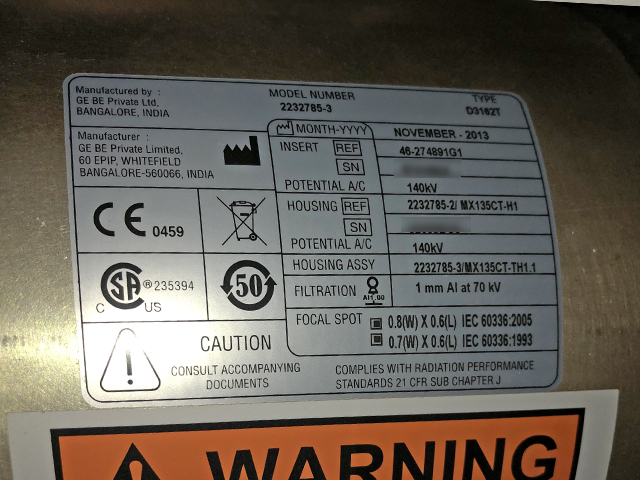 Manufactured by :
GE BE Private Ltd,
BANGALORE, INDIA
MODEL NUMBER
2232785-3
TYPE
D3162T
Manufacturer :
GE BE Private Limited,
60 EPIP, WHITEFIELD
BANGALORE-560066, INDIA
MONTH-YYYY
NOVEMBER - 2013
INSERT REF
46-274891G1
SN
POTENTIAL A/C
140kV
HOUSING REF
2232785-2/ MX135CT-H1
SN
POTENTIAL A/C
140kV
HOUSING ASSY
2232785-3/MX135CT-TH1.1
FILTRATION
Al1.00
1 mm Al at 70 kV
FOCAL SPOT
0.8(W) X 0.6(L) IEC 60336:2005
0.7(W) X 0.6(L) IEC 60336:1993
CE 0459
CSA ® 235394
C US
50
CAUTION
CONSULT ACCOMPANYING
DOCUMENTS
COMPLIES WITH RADIATION PERFORMANCE
STANDARDS 21 CFR SUB CHAPTER J
WARNING